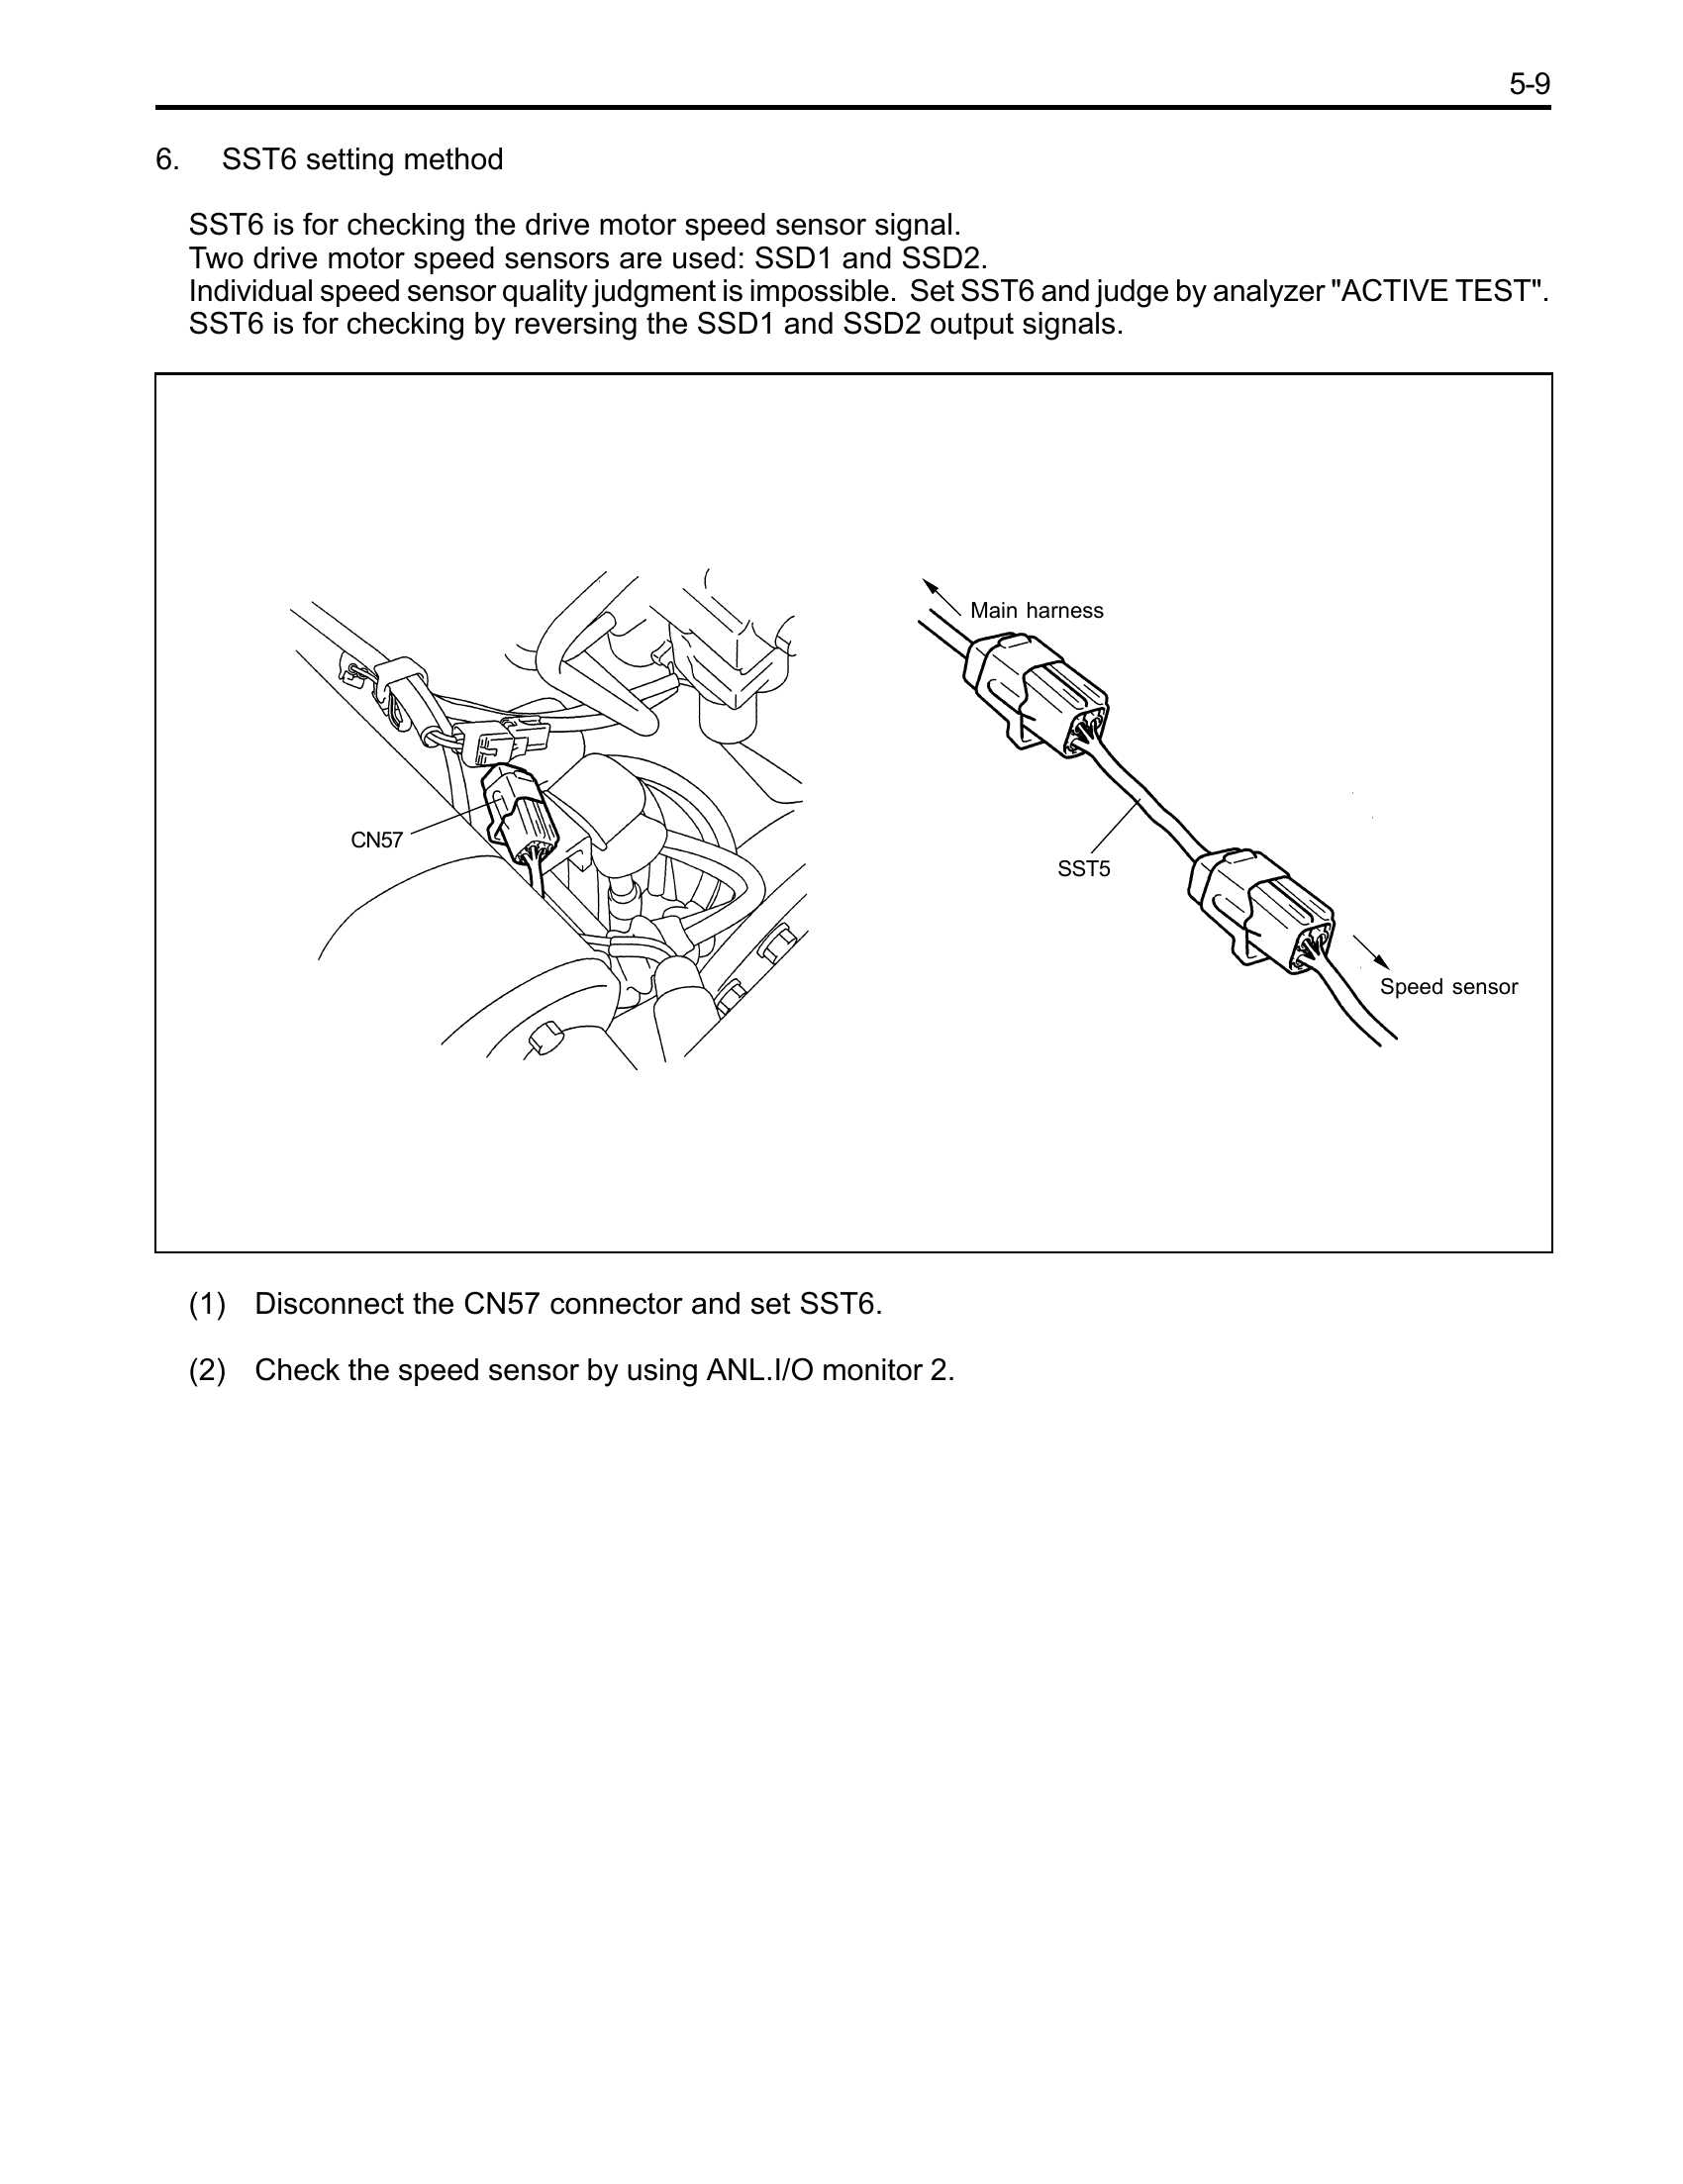 5-9
6. SST6 setting method
SST6 is for checking the drive motor speed sensor signal.
Two drive motor speed sensors are used: SSD1 and SSD2.
Individual speed sensor quality judgment is impossible. Set SST6 and judge by analyzer "ACTIVE TEST".
SST6 is for checking by reversing the SSD1 and SSD2 output signals.
Main harness
CN57
SST5
Speed sensor
(1) Disconnect the CN57 connector and set SST6.
(2) Check the speed sensor by using ANL.I/O monitor 2.